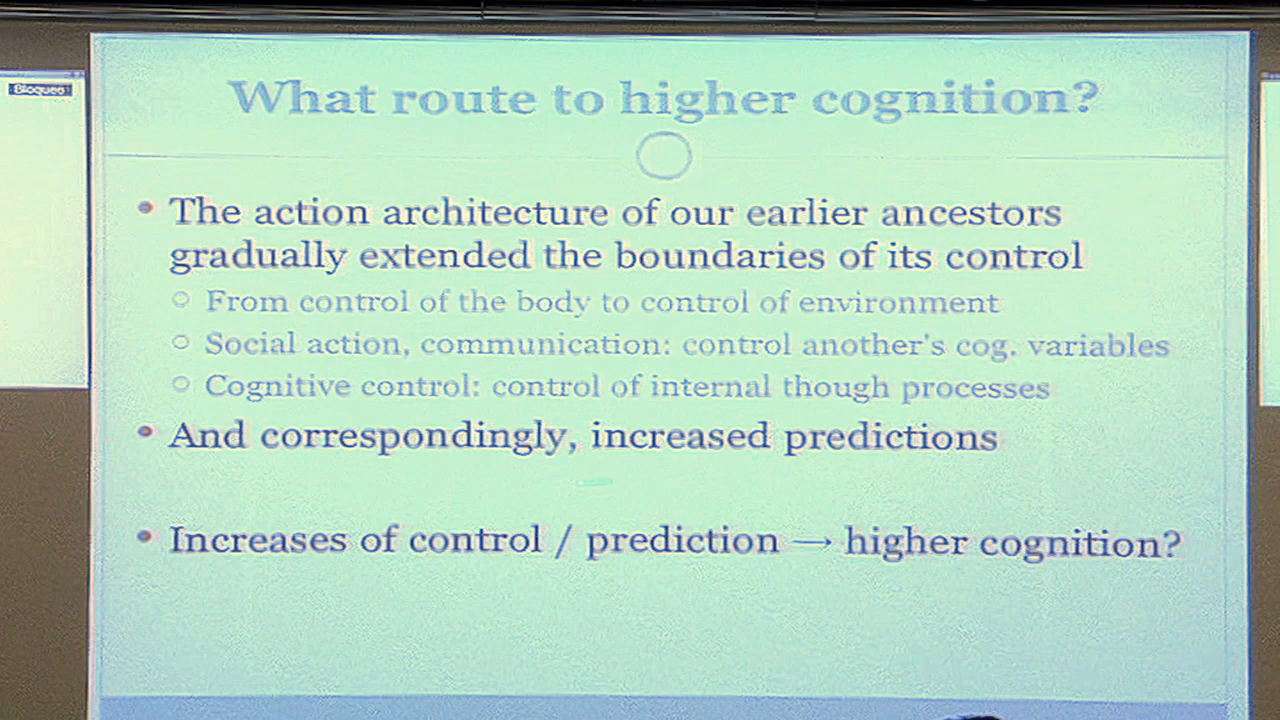 Bloqueo
What route to higher cognition?
• The action architecture of our earlier ancestors
gradually extended the boundaries of its control
○ From control of the body to control of environment
○ Social action, communication: control another's cog. variables
○ Cognitive control: control of internal though processes
• And correspondingly, increased predictions
• Increases of control / prediction → higher cognition?